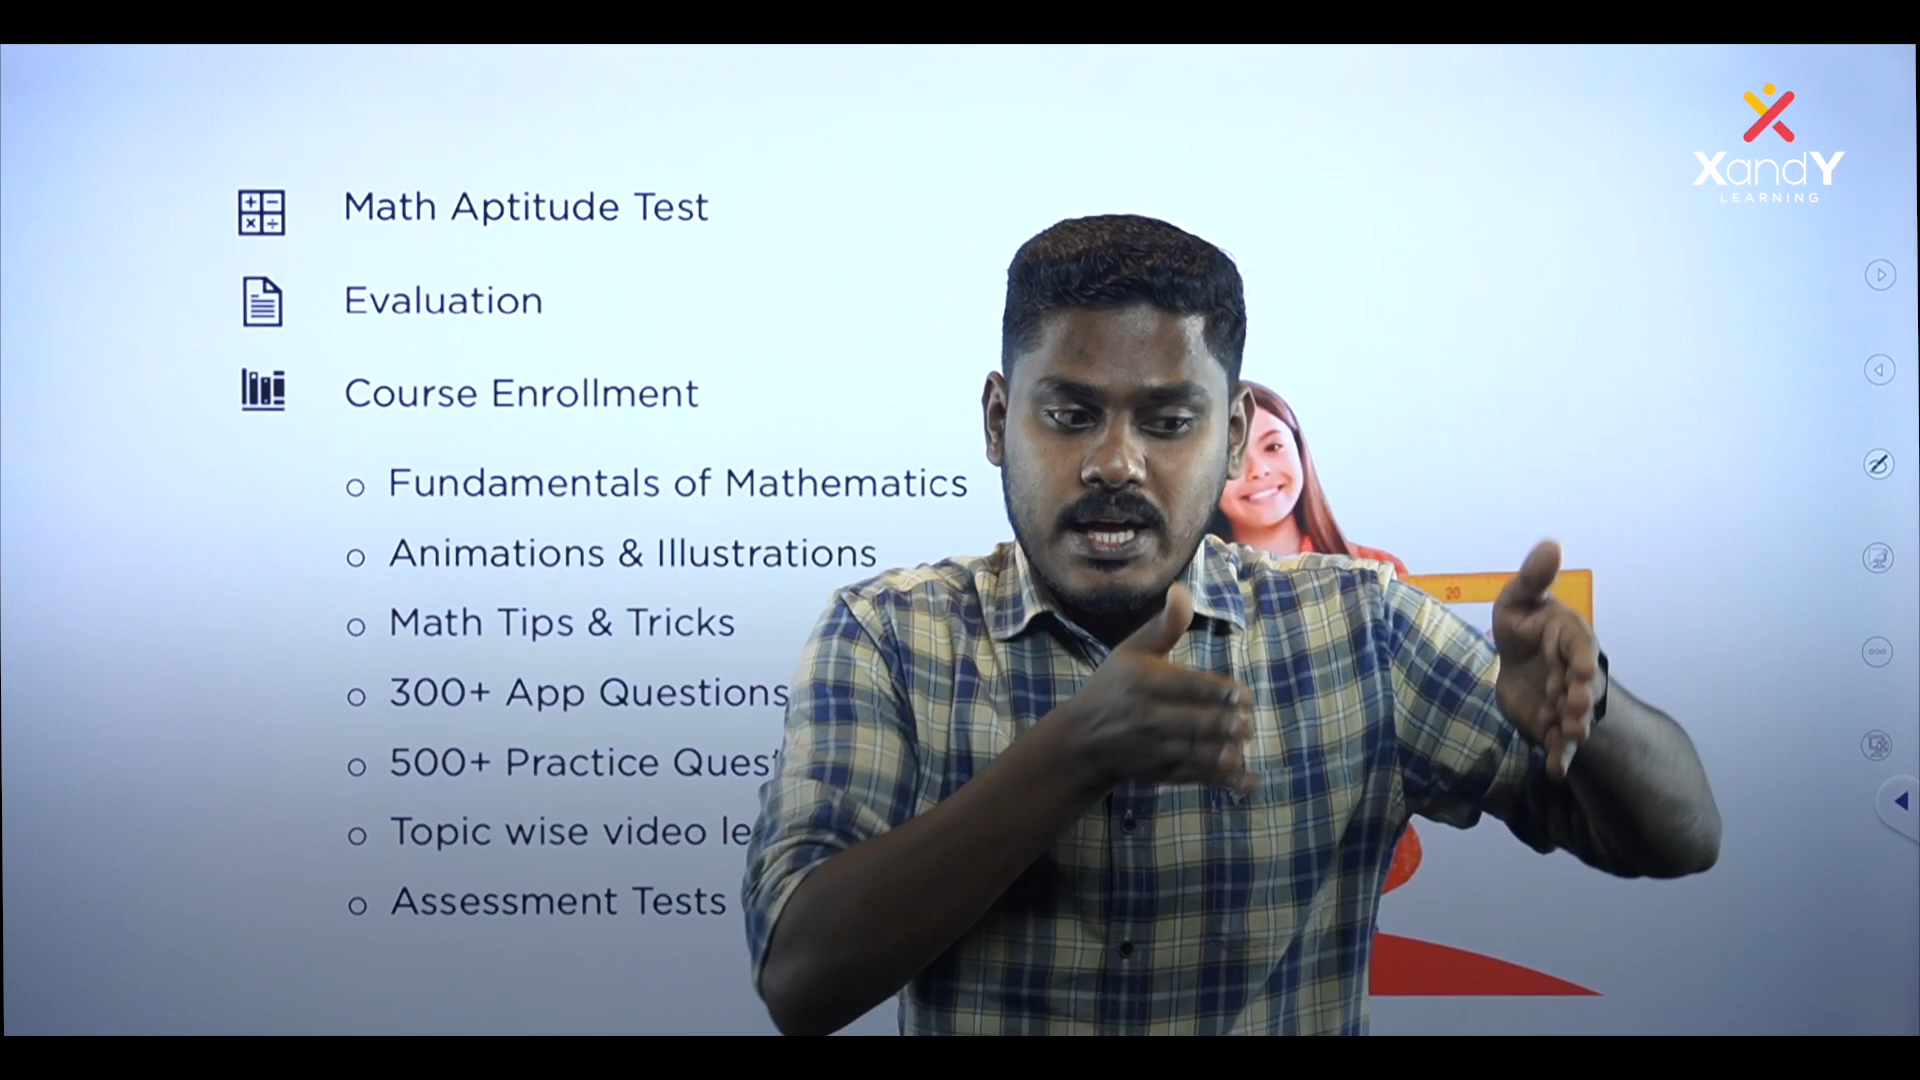 XandY
LEARNING
Math Aptitude Test
Evaluation
Course Enrollment
Fundamentals of Mathematics
Animations & Illustrations
Math Tips & Tricks
300+ App Questions
500+ Practice
Topic wise video
Assessment Tests
20